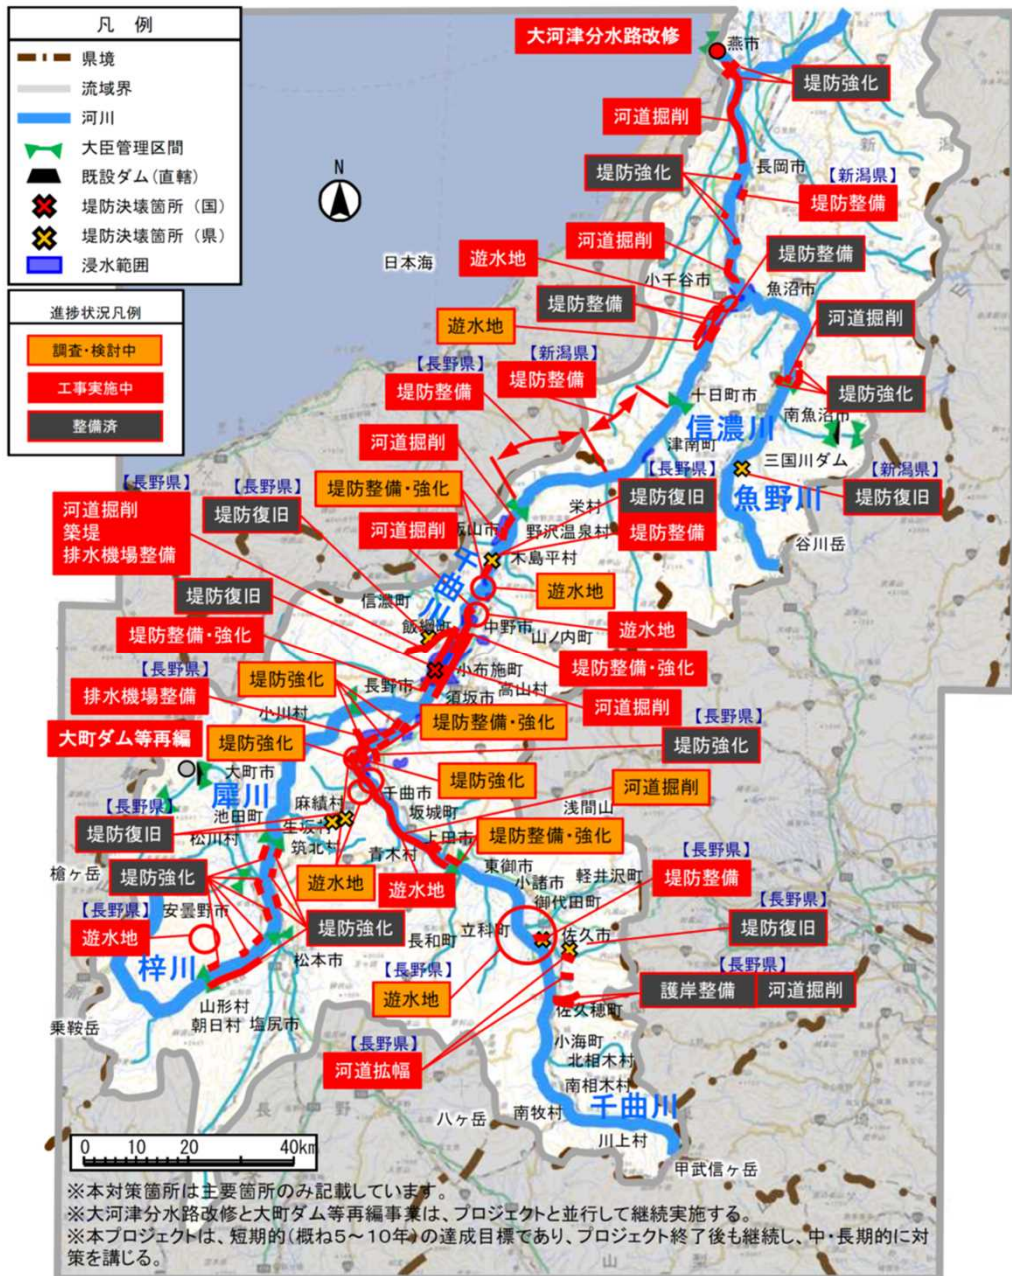 凡 例
県境
流域界
河川
大臣管理区間
既設ダム(直轄)
堤防決壊箇所（国）
堤防決壊箇所（県）
浸水範囲
進捗状況凡例
調査・検討中
工事実施中
整備済
N
日本海
大河津分水路改修
燕市
堤防強化
河道掘削
新潟
長岡市
堤防強化
【新潟県】
堤防整備
河道掘削
遊水地
堤防整備
小千谷市
魚沼市
堤防整備
河道掘削
遊水地
【新潟県】
堤防整備
【長野県】
堤防整備
堤防強化
十日町市
南魚沼市
信濃川
津南町
三国川ダム
河道掘削
【長野県】
堤防復旧
堤防整備
【新潟県】
堤防復旧
魚野川
栄村
堤防整備・強化
【長野県】
河道掘削
築堤
排水機場整備
【長野県】
堤防復旧
飯山市
野沢温泉村
河道掘削
木島平村
谷川岳
千曲川
信濃町
遊水地
堤防復旧
飯綱町
中野市
山ノ内町
遊水地
堤防整備・強化
堤防整備・強化
小布施町
長野市
高山村
須坂市
河道掘削
【長野県】
排水機場整備
堤防強化
小川村
堤防整備・強化
【長野県】
堤防強化
大町ダム等再編
堤防強化
大町市
堤防強化
河道掘削
犀川
千曲市
麻績村
坂城町
浅間山
池田町
生坂村
【長野県】
堤防復旧
松川村
筑北村
上田市
堤防整備・強化
青木村
槍ヶ岳
堤防強化
遊水地
遊水地
東御市
小諸市
軽井沢町
【長野県】
堤防整備
御代田町
【長野県】
遊水地
安曇野市
堤防強化
立科町
佐久市
【長野県】
堤防復旧
長和町
梓川
松本市
【長野県】
遊水地
【長野県】
護岸整備
河道掘削
山形村
朝日村
塩尻市
佐久穂町
乗鞍岳
【長野県】
河道拡幅
小海町
北相木村
南相木村
長野
八ヶ岳
南牧村
千曲川
川上村
甲武信ヶ岳
0 20 40km
※本対策箇所は主要箇所のみ記載しています。
※大河津分水路改修と大町ダム等再編事業は、プロジェクトと並行して継続実施する。
※本プロジェクトは、短期的(概ね5～10年)の達成目標であり、プロジェクト終了後も継続し、中・長期的に対
策を講じる。